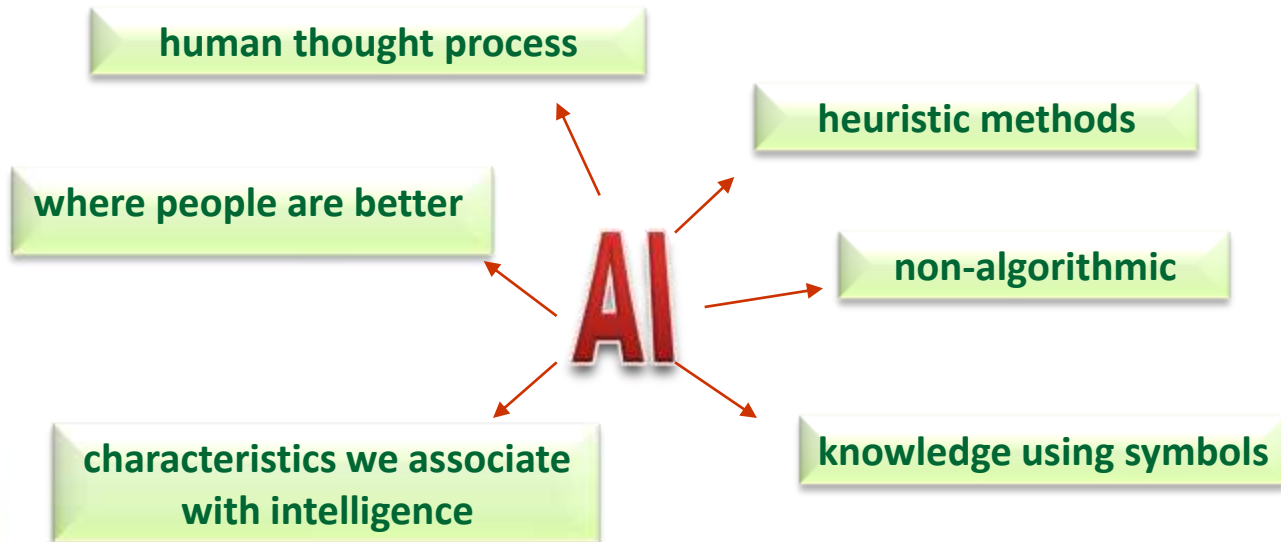 human thought process
heuristic methods
where people are better
AI
non-algorithmic
characteristics we associate
with intelligence
knowledge using symbols